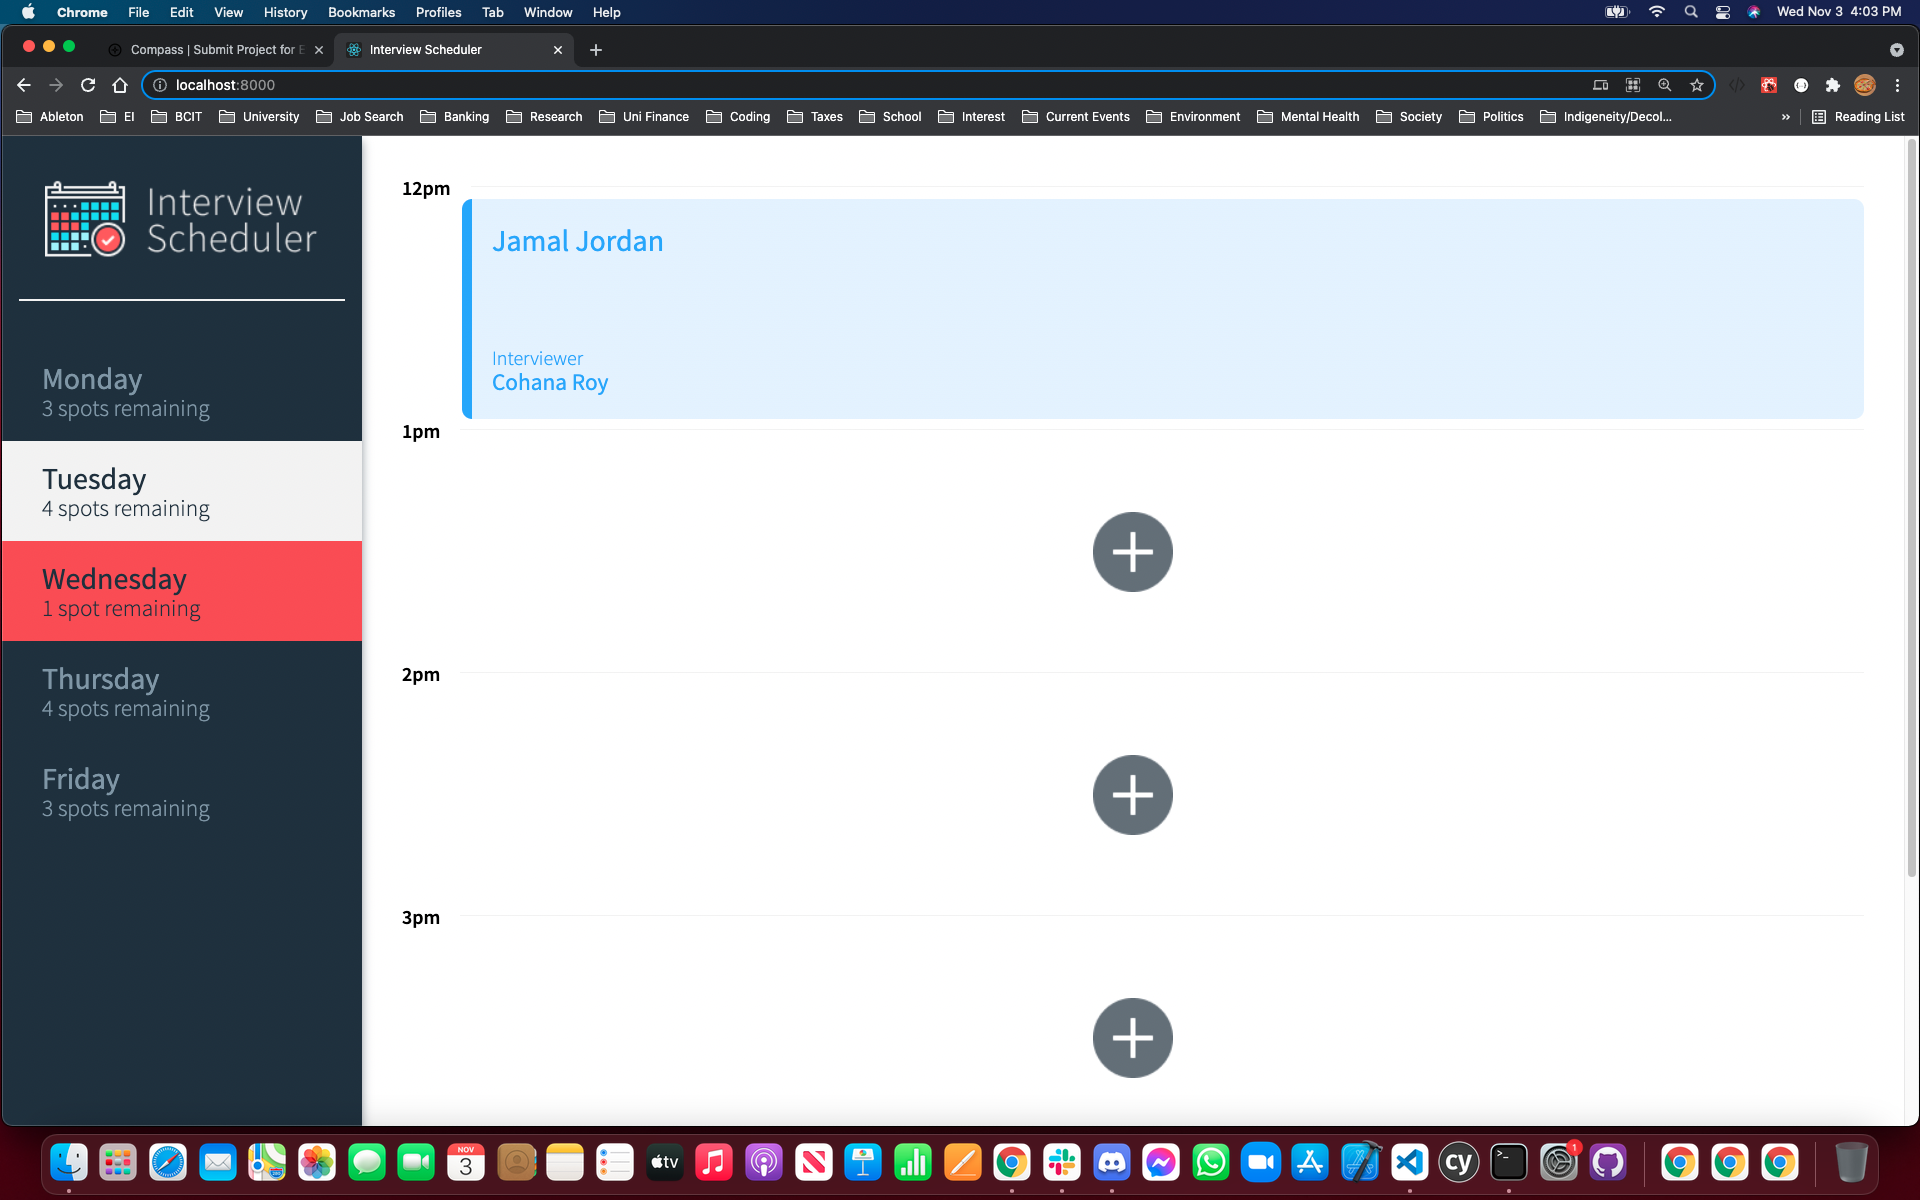 Chrome File Edit View History Bookmarks Profiles Tab Window Help Wed Nov 3 4:03 PM
Compass | Submit Project for E Interview Scheduler
localhost:8000
Ableton EI BCIT University Job Search Banking Research Uni Finance Coding Taxes School Interest Current Events Environment Mental Health Society Politics Indigeneity/Decol... » Reading List
Interview
Scheduler
Monday
3 spots remaining
Tuesday
4 spots remaining
Wednesday
1 spot remaining
Thursday
4 spots remaining
Friday
3 spots remaining
12pm
Jamal Jordan
Interviewer
Cohana Roy
1pm
2pm
3pm
NOV
3
tv
cy
>_
1